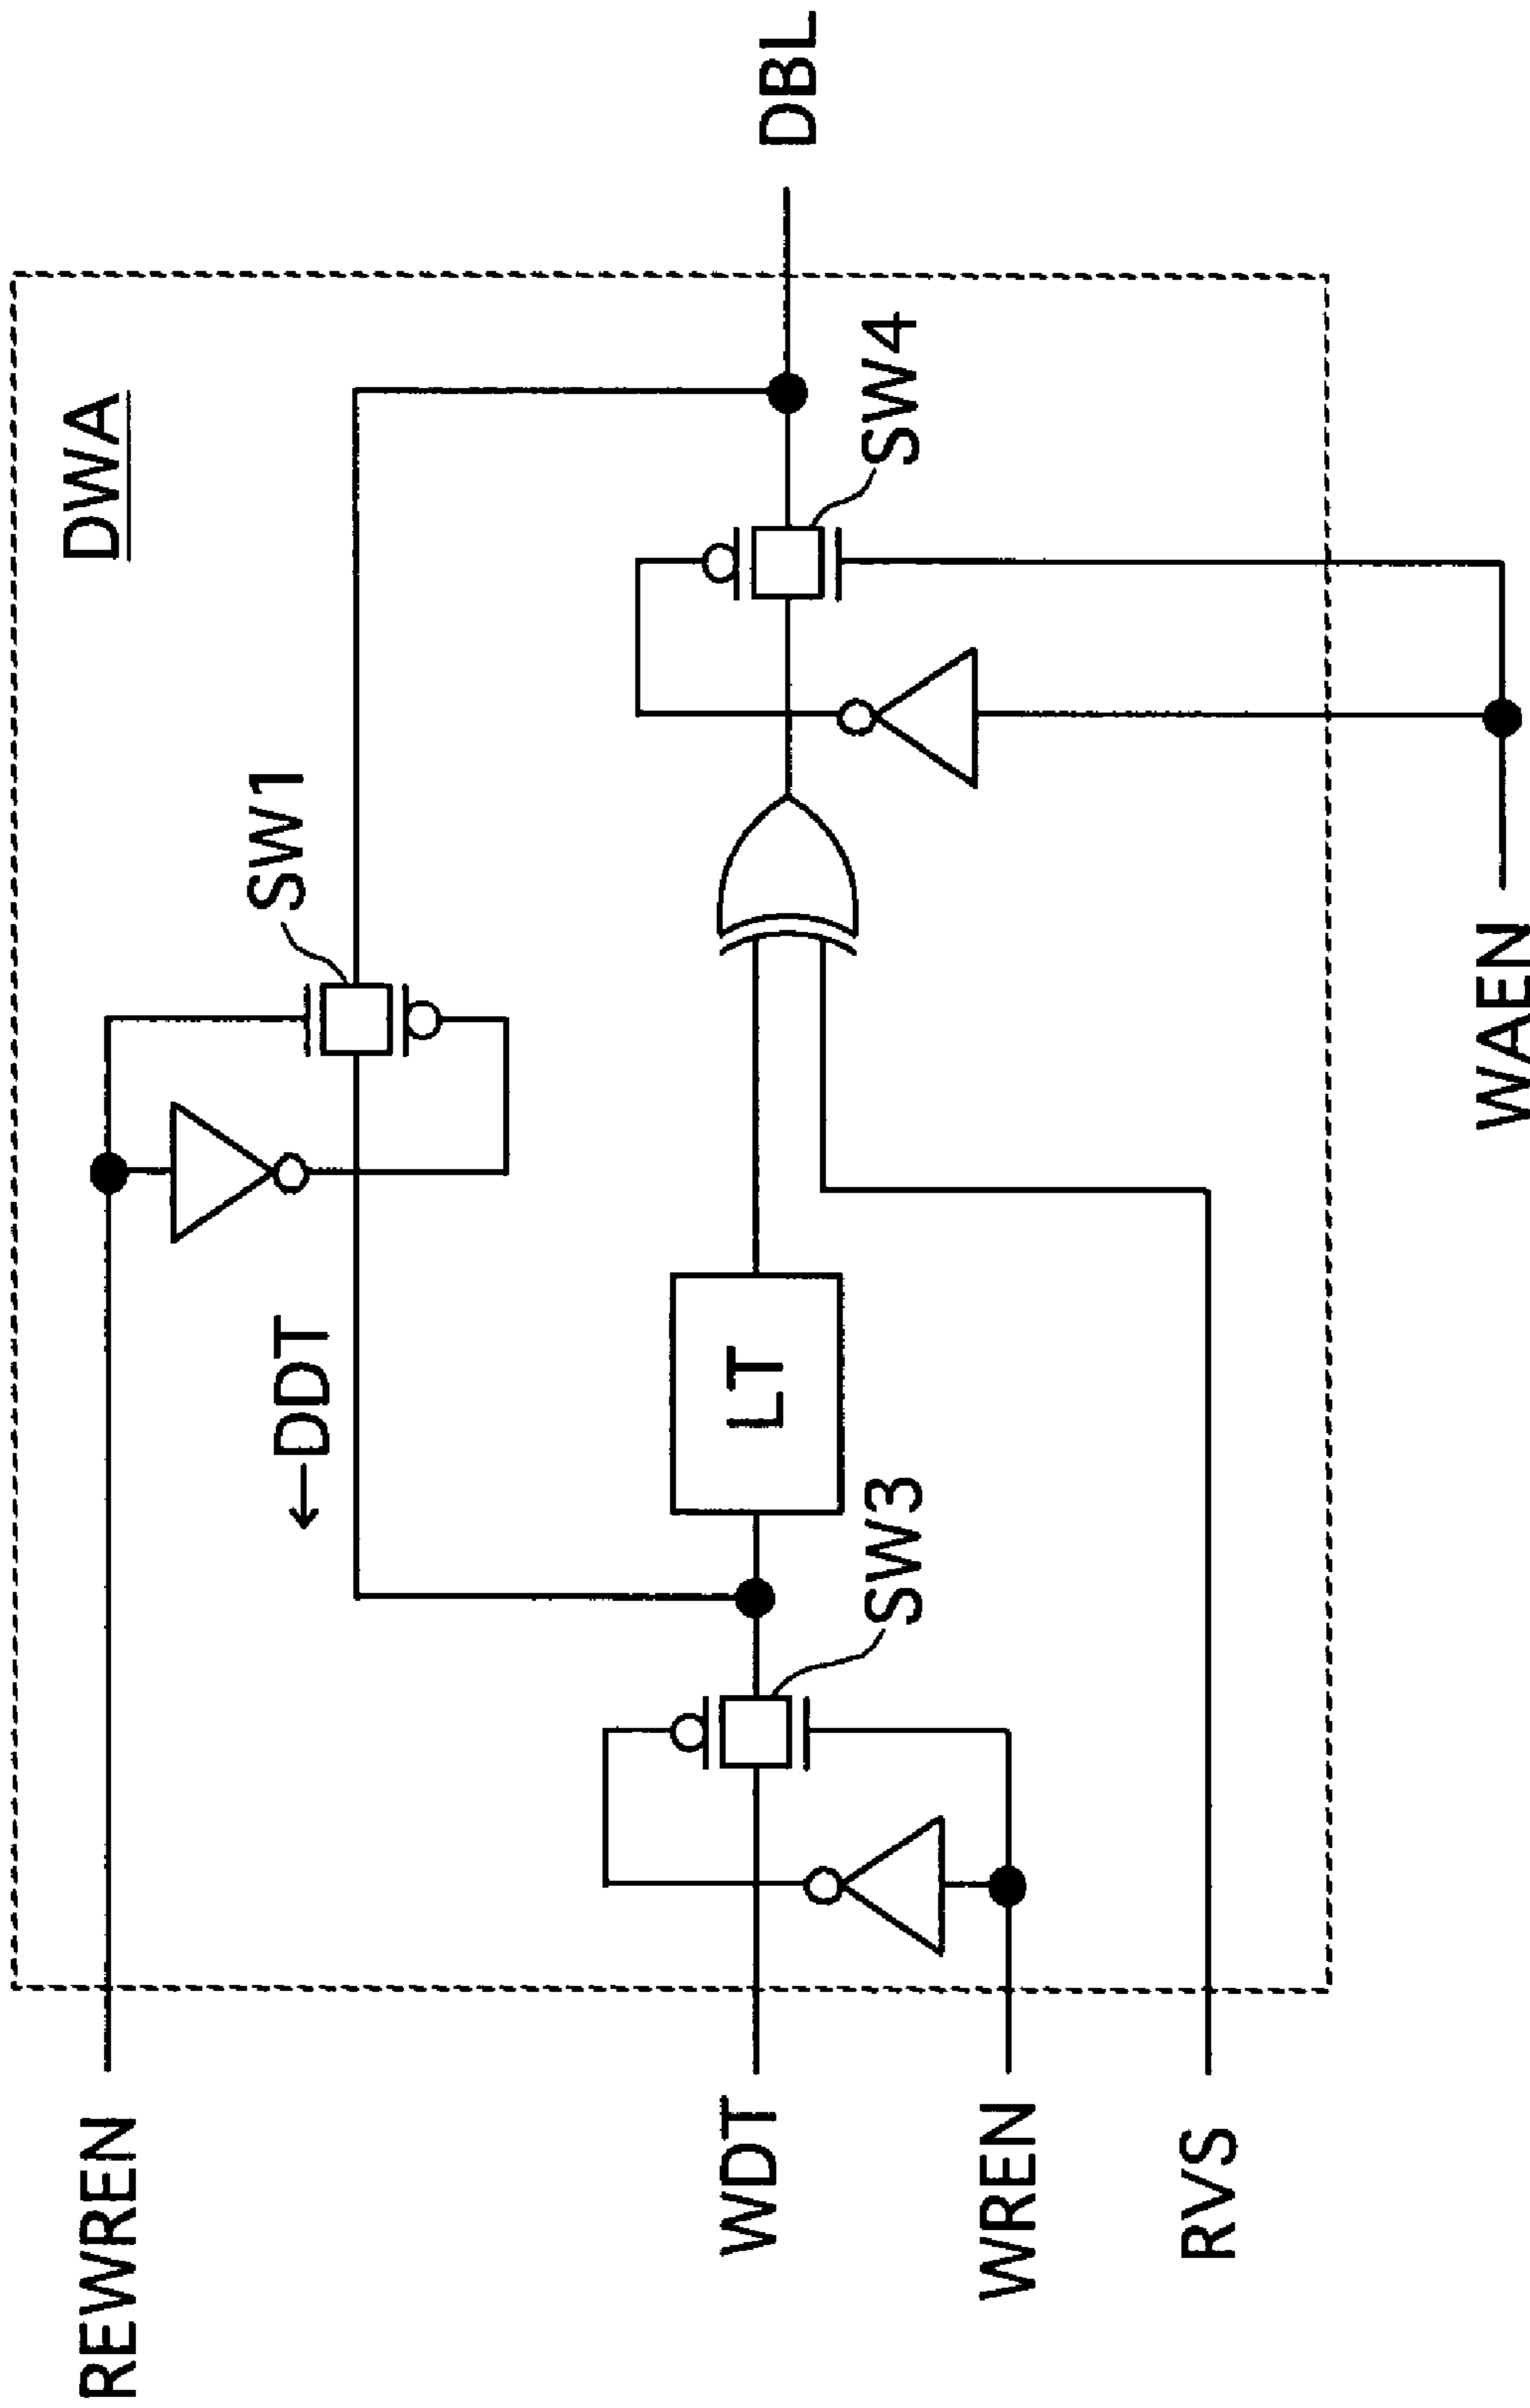 DWA
REWREN
SW1
←DDT
WDT
LT
DBL
SW3
SW4
WREN
RVS
WAEN